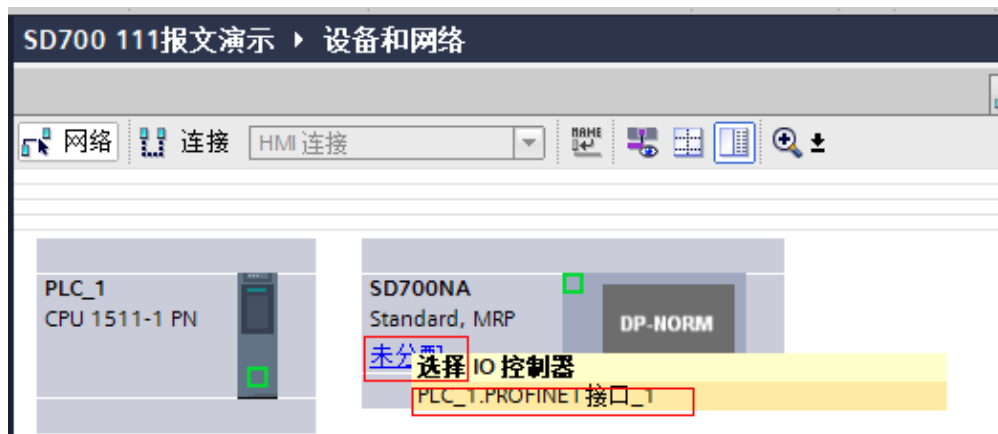 SD700 111报文演示 ▸ 设备和网络
网络 连接 HMI 连接 NAME
PLC_1
CPU 1511-1 PN
SD700NA
Standard, MRP
DP-NORM
未分配
选择 IO 控制器
PLC_1.PROFINET接口_1